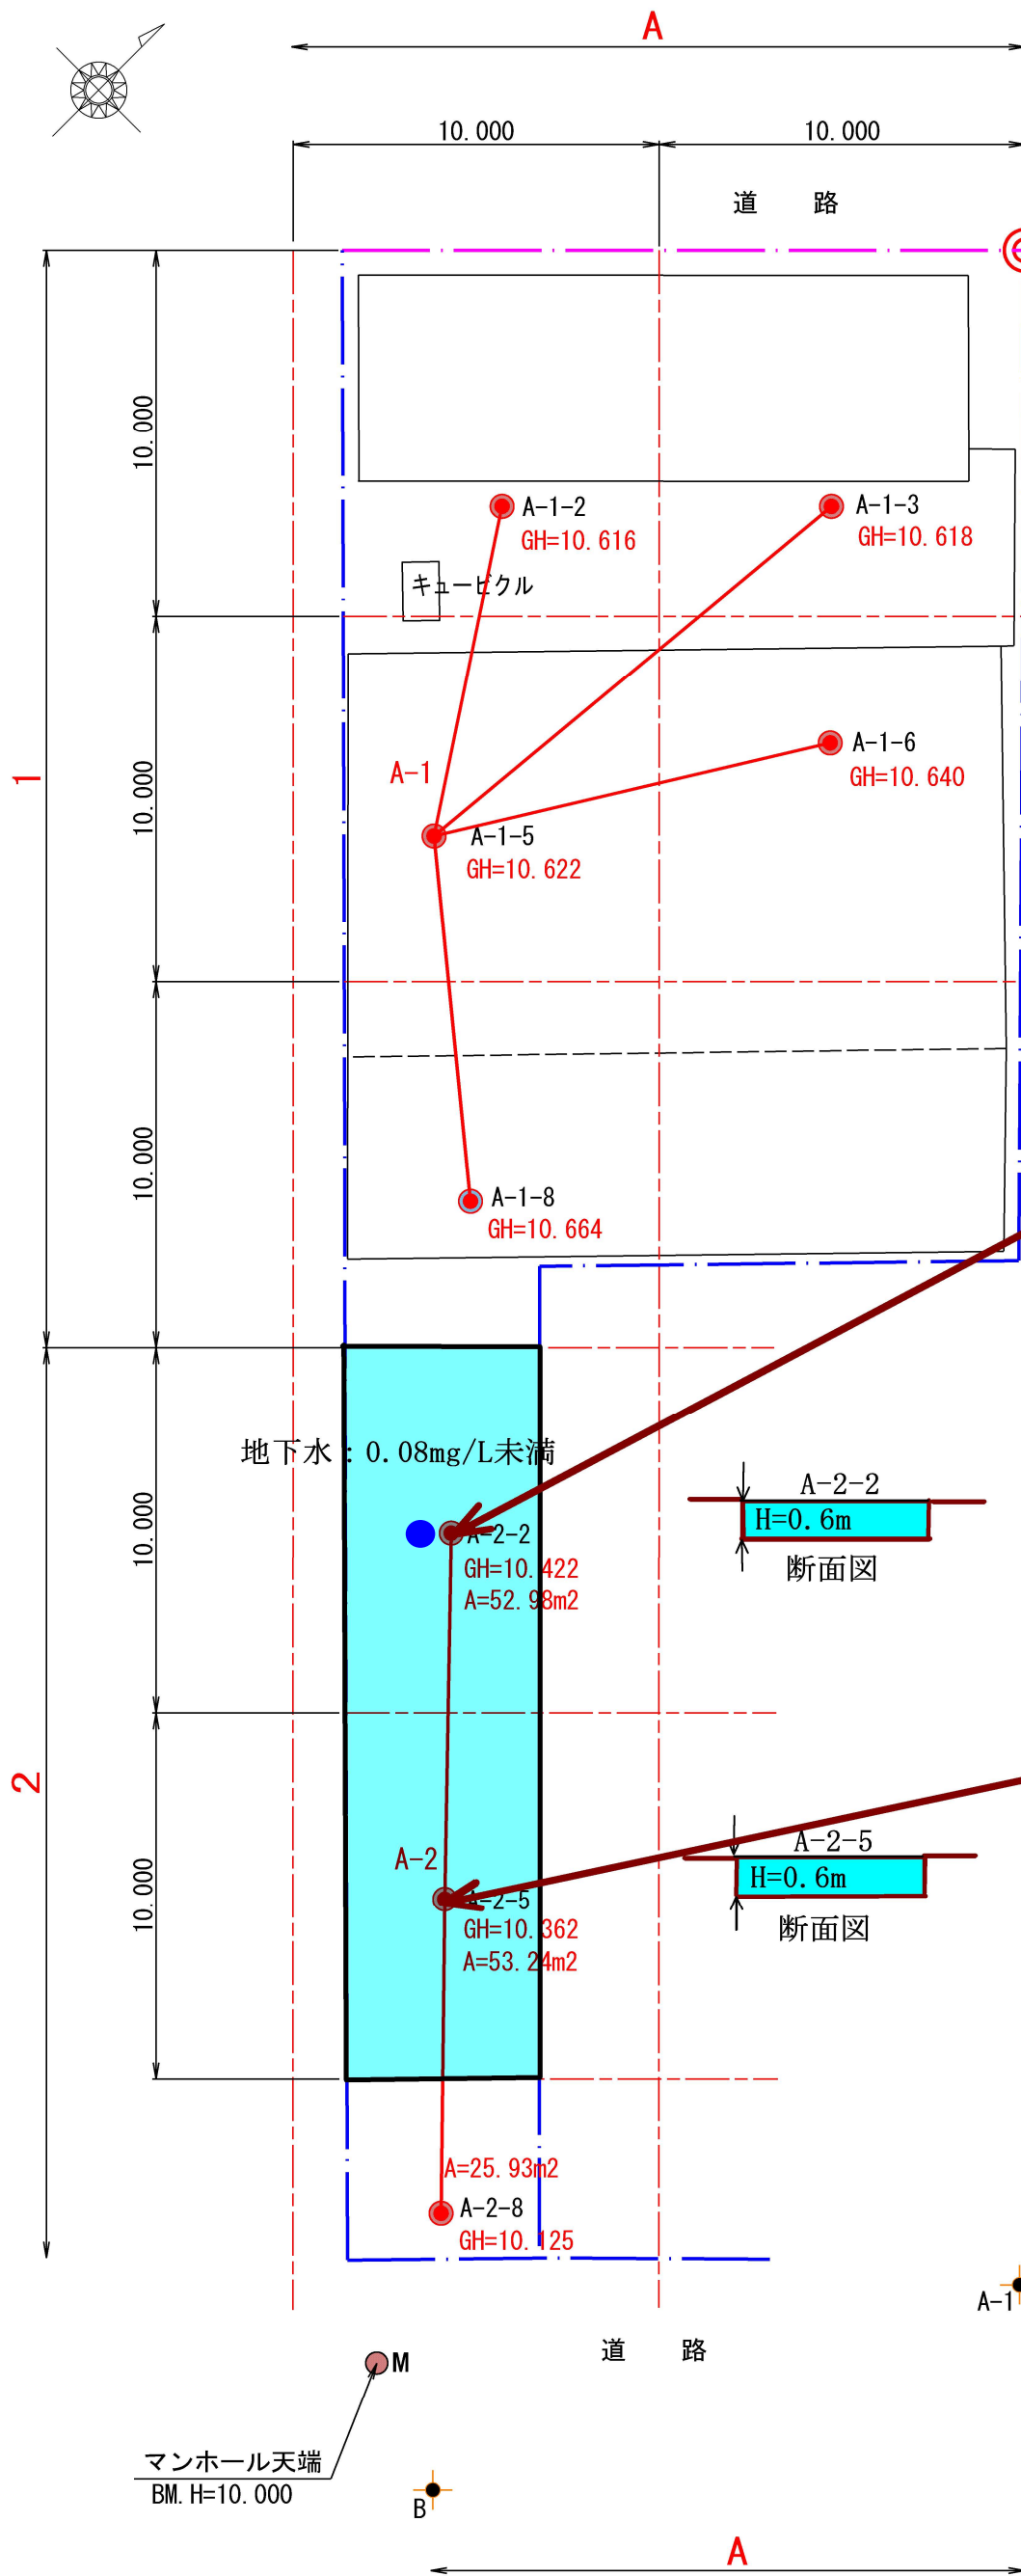 A
10.000
10.000
道 路
10.000
A-1-2
GH=10.616
A-1-3
GH=10.618
キュービクル
1
10.000
A-1
A-1-6
GH=10.640
A-1-5
GH=10.622
10.000
A-1-8
GH=10.664
地下水：0.08mg/L未満
A-2-2
H=0.6m
断面図
10.000
A-2-2
GH=10.422
A=52.98m2
2
A-2
A-2-5
H=0.6m
断面図
10.000
A-2-5
GH=10.362
A=53.24m2
A=25.93m2
A-2-8
GH=10.125
A-1
道 路
M
マンホール天端
BM.H=10.000
B
A